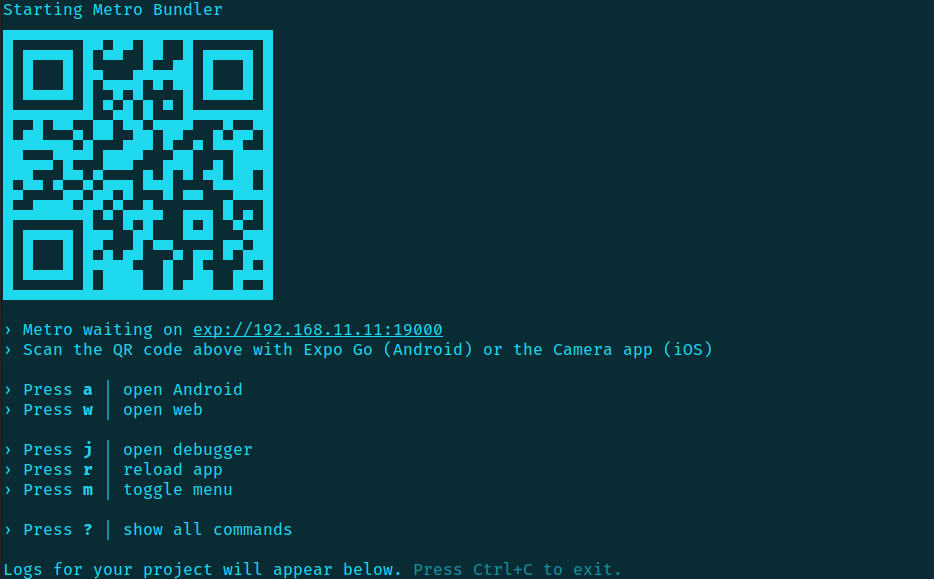 Starting Metro Bundler
› Metro waiting on exp://192.168.11.11:19000
› Scan the QR code above with Expo Go (Android) or the Camera app (iOS)
› Press a │ open Android
› Press w │ open web
› Press j │ open debugger
› Press r │ reload app
› Press m │ toggle menu
› Press ? │ show all commands
Logs for your project will appear below. Press Ctrl+C to exit.